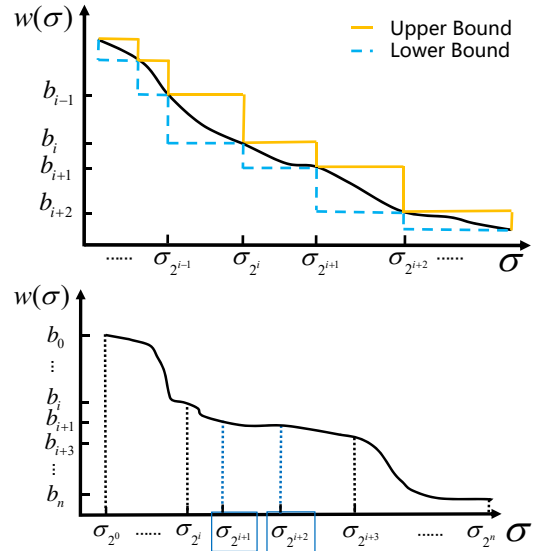 w(σ)
Upper Bound
Lower Bound
b_{i−1}
b_i
b_{i+1}
b_{i+2}
...... σ_{2^{i−1}} σ_{2^i} σ_{2^{i+1}} σ_{2^{i+2}} ...... σ
w(σ)
b_0
...
b_i
b_{i+1}
b_{i+3}
...
b_n
σ_{2^0} ...... σ_{2^i} σ_{2^{i+1}} σ_{2^{i+2}} σ_{2^{i+3}} ...... σ_{2^n} σ